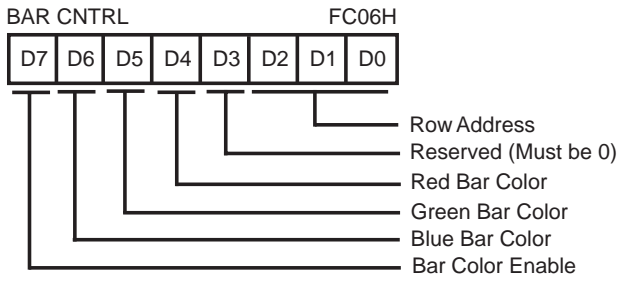 BAR CNTRL FC06H
D7 D6 D5 D4 D3 D2 D1 D0
Row Address
Reserved (Must be 0)
Red Bar Color
Green Bar Color
Blue Bar Color
Bar Color Enable